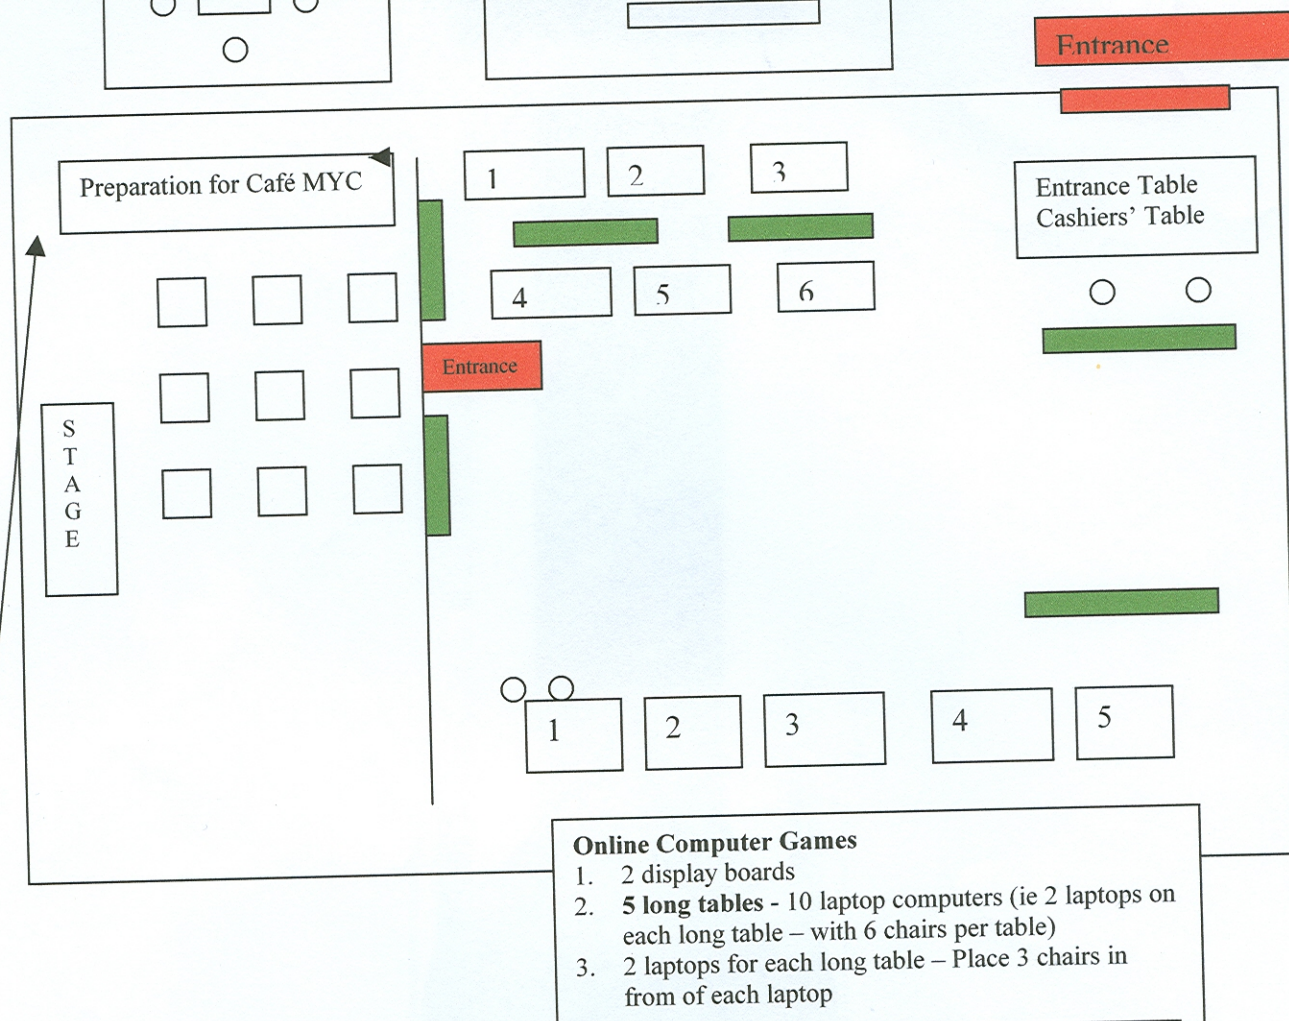 Entrance
Preparation for Café MYC
1
2
3
Entrance Table
Cashiers’ Table
4
5
6
Entrance
S
T
A
G
E
1
2
3
4
5
Online Computer Games
1. 2 display boards
2. 5 long tables - 10 laptop computers (ie 2 laptops on
each long table – with 6 chairs per table)
3. 2 laptops for each long table – Place 3 chairs in
from of each laptop